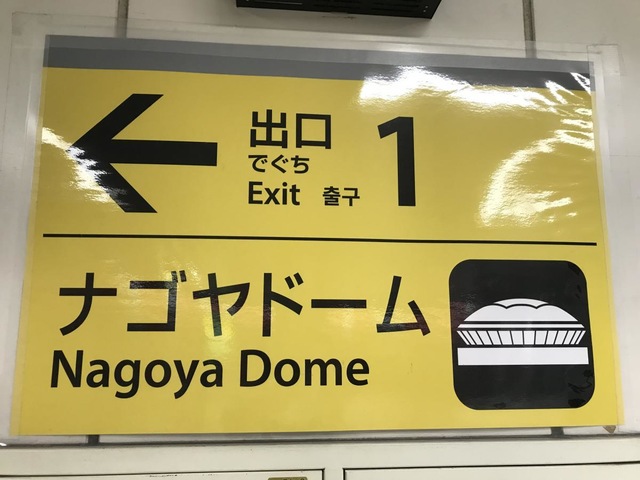 出口
でぐち
Exit 출구
1
ナゴヤドーム
Nagoya Dome